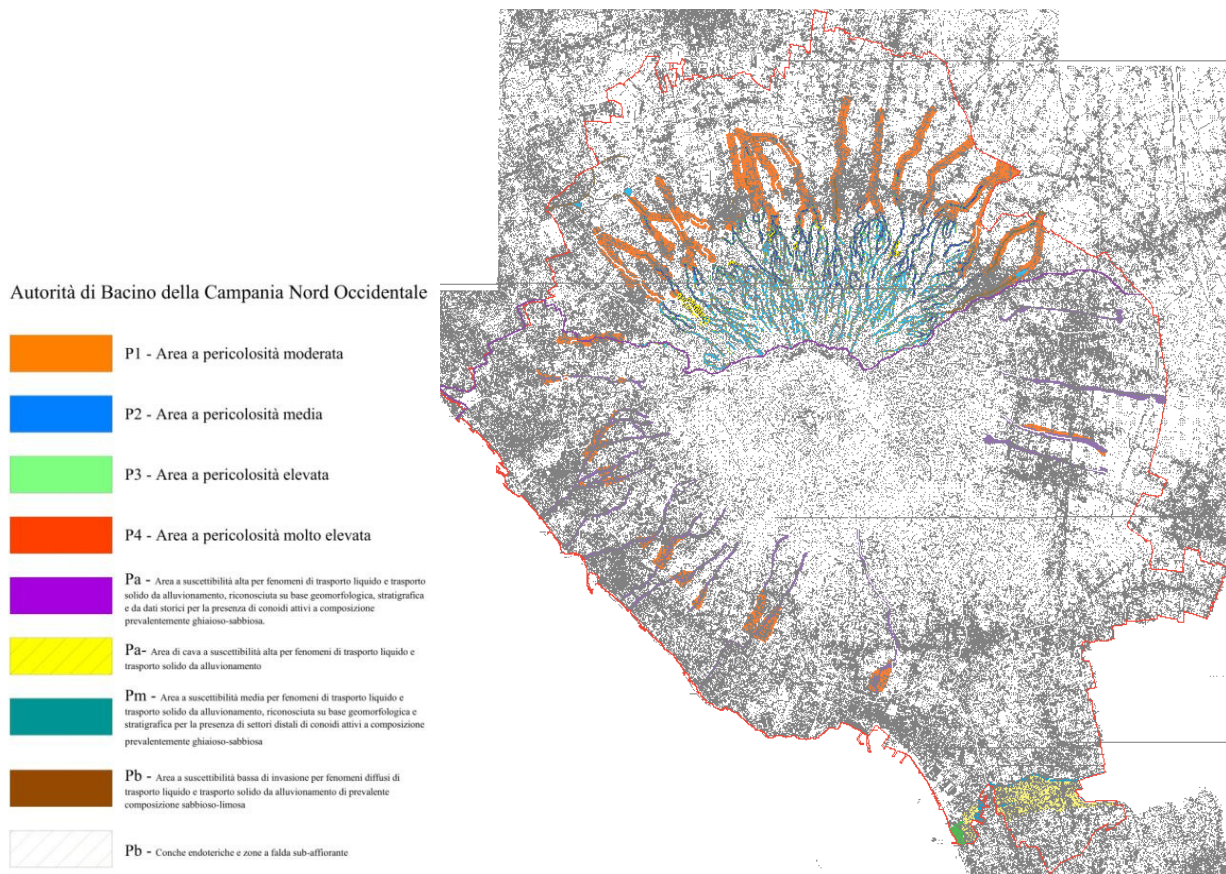 Autorità di Bacino della Campania Nord Occidentale
P1 - Area a pericolosità moderata
P2 - Area a pericolosità media
P3 - Area a pericolosità elevata
P4 - Area a pericolosità molto elevata
Pa - Area a suscettibilità alta per fenomeni di trasporto liquido e trasporto
solido da alluvionamento, riconosciuta su base geomorfologica, stratigrafica
e da dati storici per la presenza di conoidi attivi a composizione
prevalentemente ghiaioso-sabbiosa.
Pa- Area di cava a suscettibilità alta per fenomeni di trasporto liquido e
trasporto solido da alluvionamento
Pm - Area a suscettibilità media per fenomeni di trasporto liquido e
trasporto solido da alluvionamento, riconosciuta su base geomorfologica e
stratigrafica per la presenza di settori distali di conoidi attivi a composizione
prevalentemente ghiaioso-sabbiosa
Pb - Area a suscettibilità bassa di invasione per fenomeni diffusi di
trasporto liquido e trasporto solido da alluvionamento di prevalente
composizione sabbioso-limosa
Pb - Conche endoteriche e zone a falda sub-affiorante